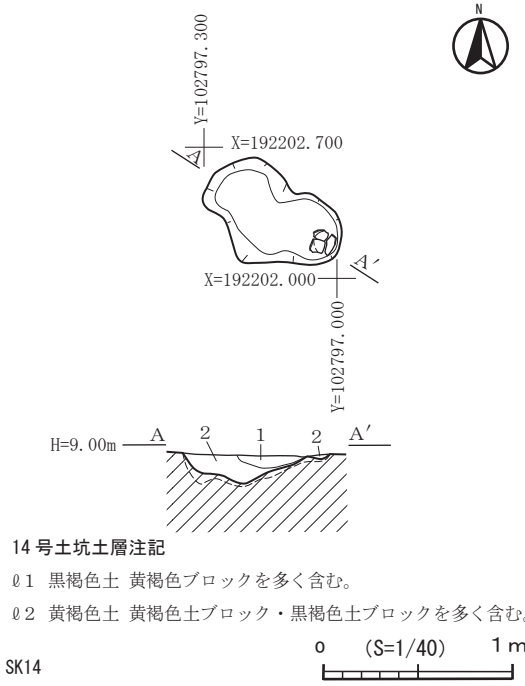 N
Y=102797.300
A
X=192202.700
A′
X=192202.000
Y=102797.000
H=9.00m
A
2
1
2
A′
14号土坑土層注記
ℓ1 黒褐色土 黄褐色ブロックを多く含む。
ℓ2 黄褐色土 黄褐色土ブロック・黒褐色土ブロックを多く含む。
SK14
0 (S=1/40) 1m